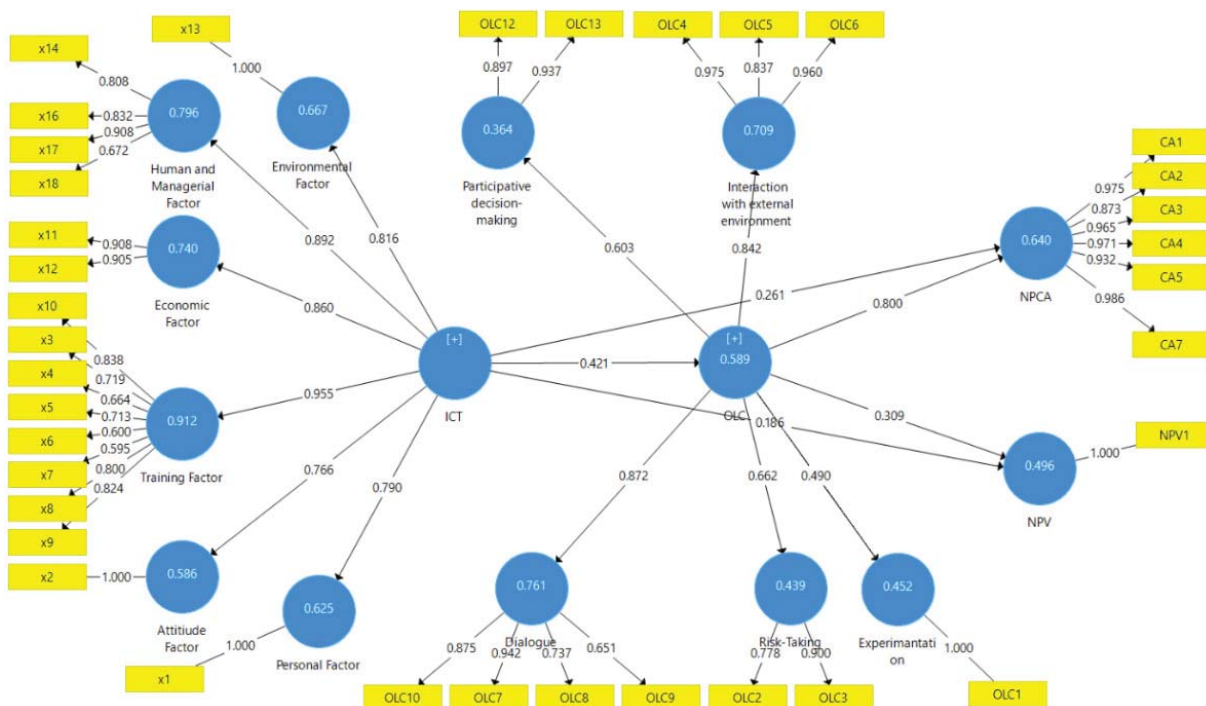 x14
x13
OLC12
OLC13
OLC4
OLC5
OLC6
1.000
0.808
0.897
0.937
0.975
0.837
0.960
x16
x17
x18
0.832
0.908
0.672
0.796
0.667
0.364
0.709
Human and
Managerial
Factor
Environmental
Factor
Participative
decision-
making
Interaction
with external
environment
CA1
CA2
CA3
CA4
CA5
CA7
0.975
0.873
0.965
0.971
0.932
0.986
0.640
NPCA
x11
x12
0.908
0.905
0.740
Economic
Factor
0.892
0.816
0.603
0.842
0.860
0.261
0.800
x10
x3
x4
x5
x6
x7
x8
x9
0.838
0.719
0.664
0.713
0.600
0.595
0.800
0.824
0.912
Training Factor
0.955
[+]
ICT
0.421
[+]
0.589
OLC
0.186
0.309
0.496
NPV
1.000
NPV1
0.766
0.790
0.872
0.662
0.490
x2
1.000
0.586
Attitiude
Factor
0.625
Personal Factor
1.000
x1
0.761
Dialogue
0.875
0.942
0.737
0.651
OLC10
OLC7
OLC8
OLC9
0.439
Risk-Taking
0.778
0.900
OLC2
OLC3
0.452
Experimantati
on
1.000
OLC1